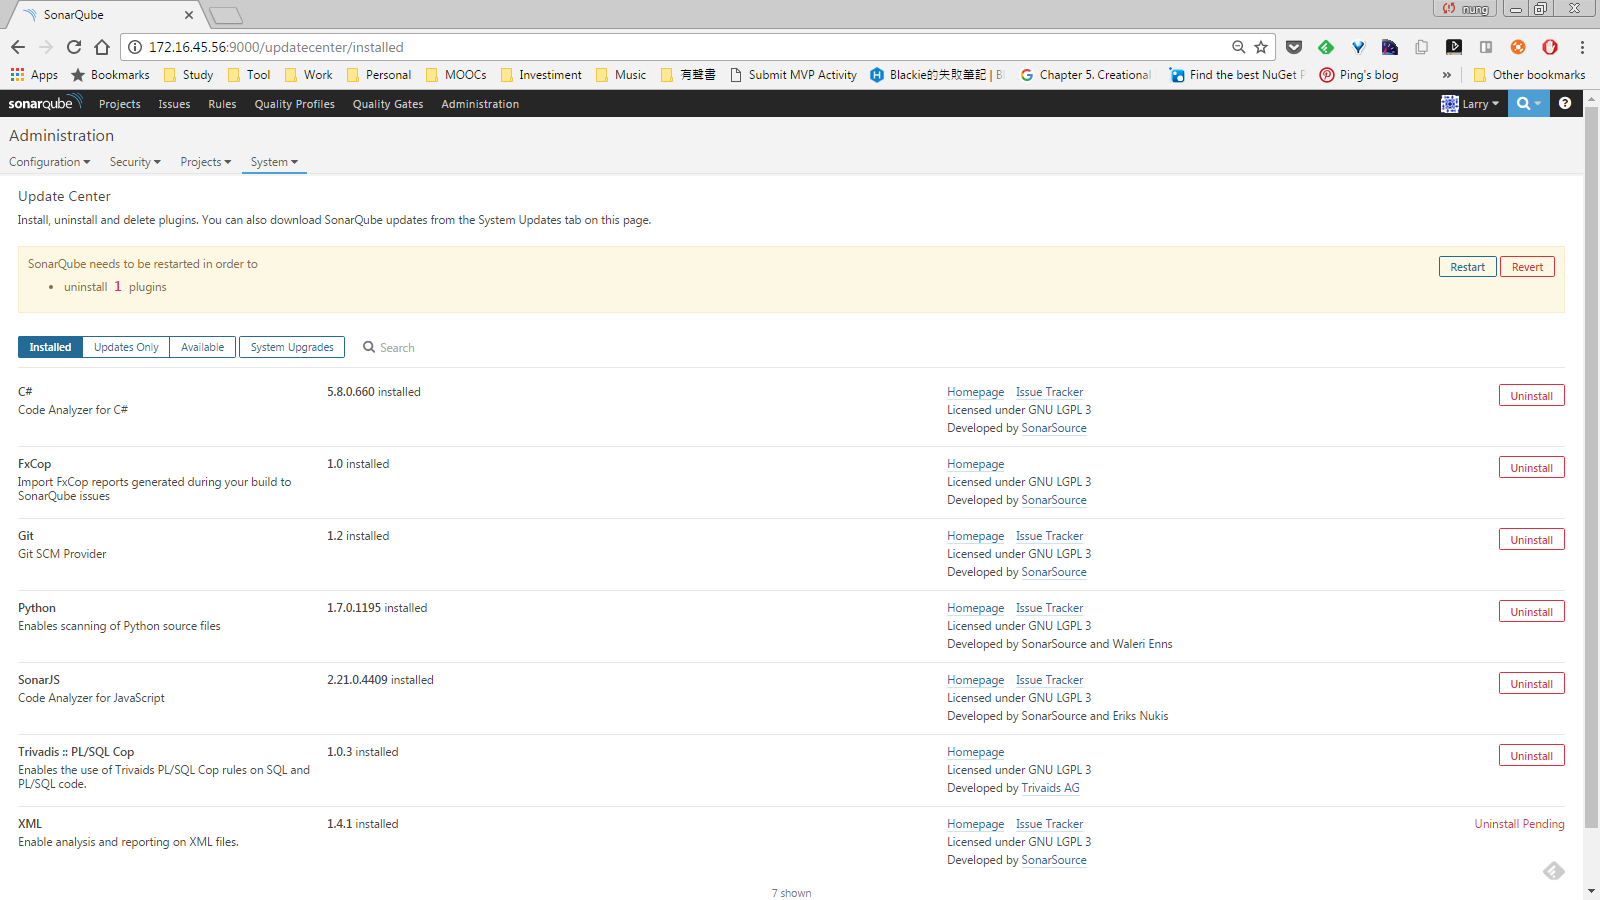 SonarQube
nung
172.16.45.56:9000/updatecenter/installed
Apps Bookmarks Study Tool Work Personal MOOCs Investiment Music 有聲書 Submit MVP Activity Blackie的失敗筆記 | Bl Chapter 5. Creational Find the best NuGet P Ping's blog » Other bookmarks
sonarqube Projects Issues Rules Quality Profiles Quality Gates Administration Larry ?
Administration
Configuration Security Projects System
Update Center
Install, uninstall and delete plugins. You can also download SonarQube updates from the System Updates tab on this page.
SonarQube needs to be restarted in order to Restart Revert
• uninstall 1 plugins
Installed Updates Only Available System Upgrades Search
C# 5.8.0.660 installed Homepage Issue Tracker Uninstall
Code Analyzer for C# Licensed under GNU LGPL 3
Developed by SonarSource
FxCop 1.0 installed Homepage Uninstall
Import FxCop reports generated during your build to Licensed under GNU LGPL 3
SonarQube issues Developed by SonarSource
Git 1.2 installed Homepage Issue Tracker Uninstall
Git SCM Provider Licensed under GNU LGPL 3
Developed by SonarSource
Python 1.7.0.1195 installed Homepage Issue Tracker Uninstall
Enables scanning of Python source files Licensed under GNU LGPL 3
Developed by SonarSource and Waleri Enns
SonarJS 2.21.0.4409 installed Homepage Issue Tracker Uninstall
Code Analyzer for JavaScript Licensed under GNU LGPL 3
Developed by SonarSource and Eriks Nukis
Trivadis :: PL/SQL Cop 1.0.3 installed Homepage Uninstall
Enables the use of Trivaids PL/SQL Cop rules on SQL and Licensed under GNU LGPL 3
PL/SQL code. Developed by Trivaids AG
XML 1.4.1 installed Homepage Issue Tracker Uninstall Pending
Enable analysis and reporting on XML files. Licensed under GNU LGPL 3
Developed by SonarSource
7 shown